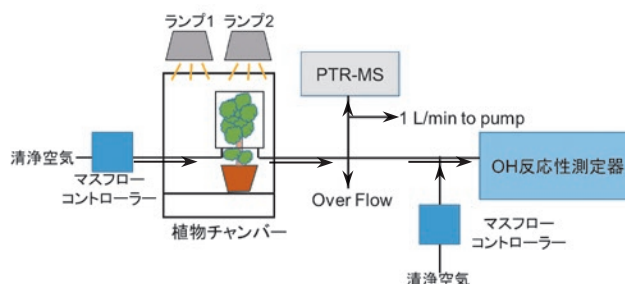 ランプ1 ランプ2
PTR-MS
1 L/min to pump
清浄空気
マスフロー
コントローラー
OH反応性測定器
Over Flow
植物チャンバー
マスフロー
コントローラー
清浄空気